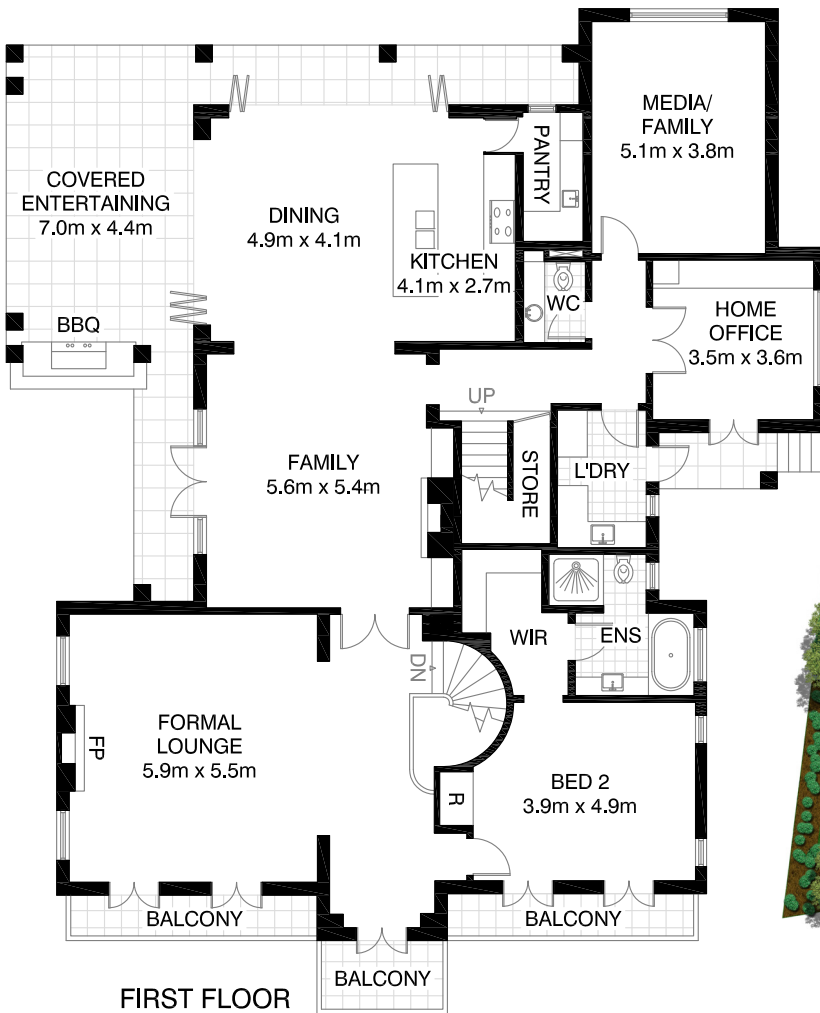 MEDIA/
FAMILY
5.1m x 3.8m
PANTRY
COVERED
ENTERTAINING
7.0m x 4.4m
DINING
4.9m x 4.1m
KITCHEN
4.1m x 2.7m
WC
HOME
OFFICE
3.5m x 3.6m
BBQ
UP
FAMILY
5.6m x 5.4m
STORE
L'DRY
WIR
ENS
DN
FORMAL
LOUNGE
5.9m x 5.5m
FP
BED 2
3.9m x 4.9m
R
BALCONY
BALCONY
BALCONY
FIRST FLOOR